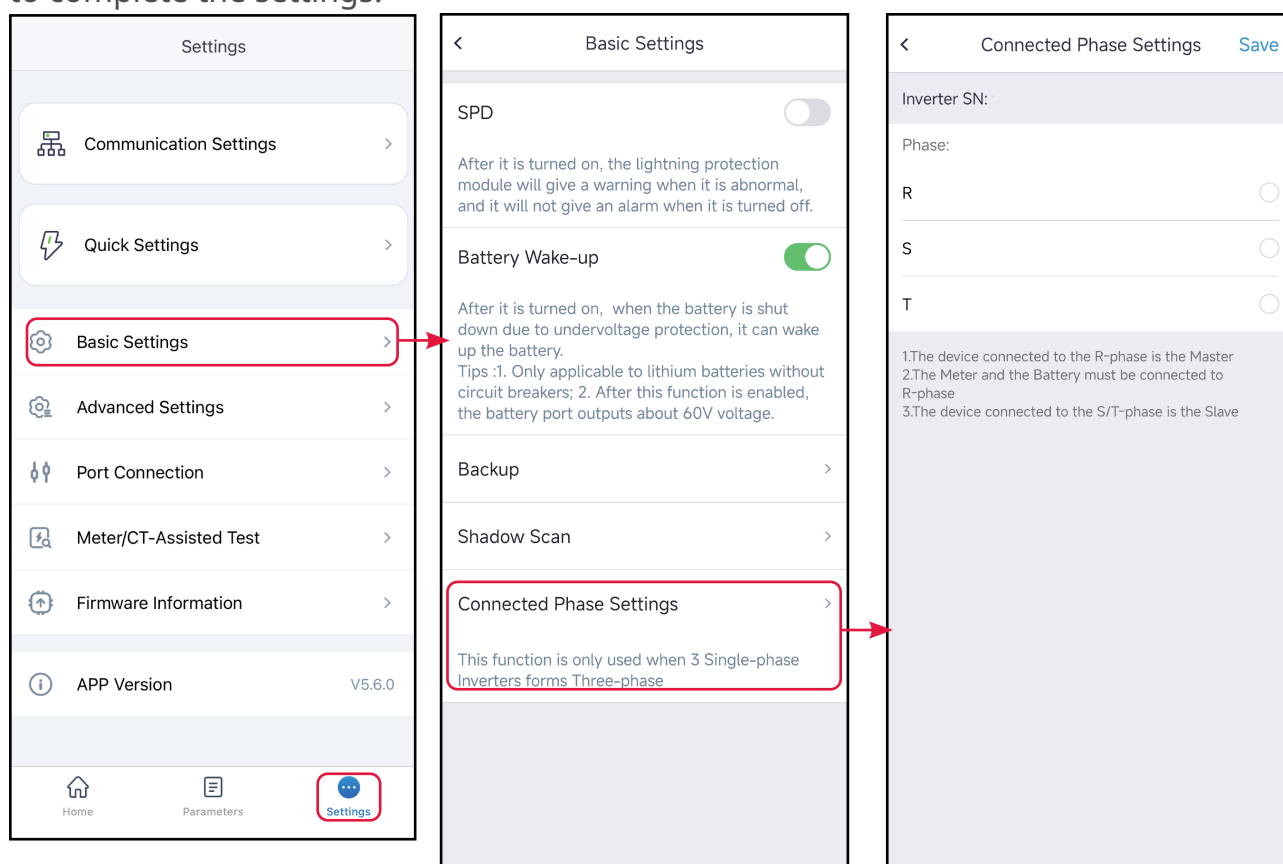 to complete the settings.
Settings
Communication Settings
Quick Settings
Basic Settings
Advanced Settings
Port Connection
Meter/CT-Assisted Test
Firmware Information
APP Version V5.6.0
Home Parameters Settings
Basic Settings
SPD
After it is turned on, the lightning protection
module will give a warning when it is abnormal,
and it will not give an alarm when it is turned off.
Battery Wake-up
After it is turned on, when the battery is shut
down due to undervoltage protection, it can wake
up the battery.
Tips :1. Only applicable to lithium batteries without
circuit breakers; 2. After this function is enabled,
the battery port outputs about 60V voltage.
Backup
Shadow Scan
Connected Phase Settings
This function is only used when 3 Single-phase
Inverters forms Three-phase
Connected Phase Settings Save
Inverter SN:
Phase:
R
S
T
1.The device connected to the R-phase is the Master
2.The Meter and the Battery must be connected to
R-phase
3.The device connected to the S/T-phase is the Slave